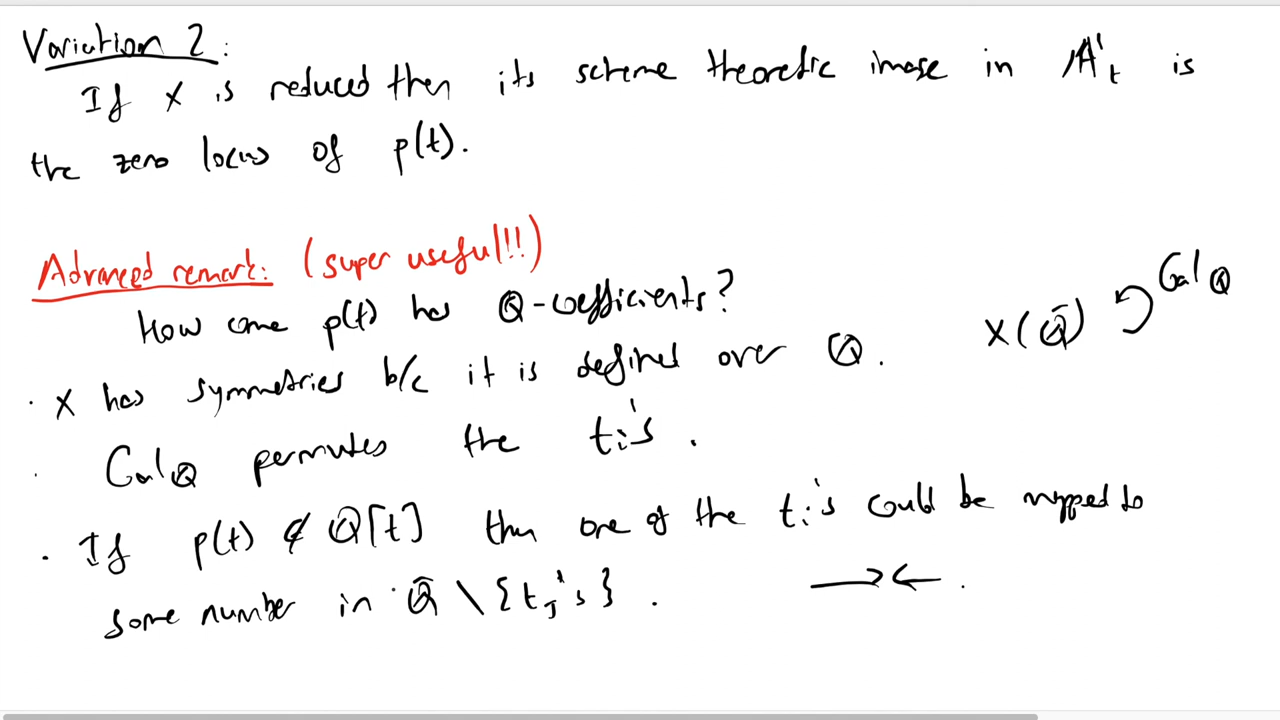 Variation 2:
If X is reduced then its scheme theoretic image in 𝔸¹ₜ is
the zero locus of p(t).
Advanced remark: (super useful!!)
How come p(t) has ℚ-coefficients?
X(ℚ̄) ↺ Gal_ℚ
· X has symmetries b/c it is defined over ℚ.
· Gal_ℚ permutes the tᵢ's.
· If p(t) ∉ ℚ[t] then one of the tᵢ's could be mapped to
some number in ℚ̄ \ {tⱼ's}. →← .